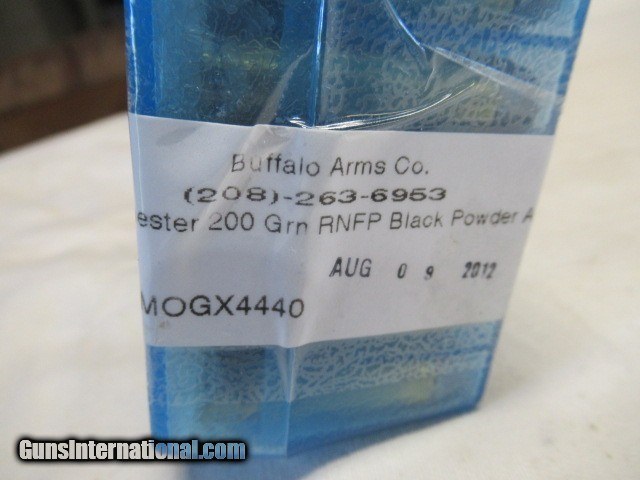 Buffalo Arms Co.
(208)-263-6953
ester 200 Grn RNFP Black Powder A
AUG 09 2012
MOGX4440
GunsInternational.com